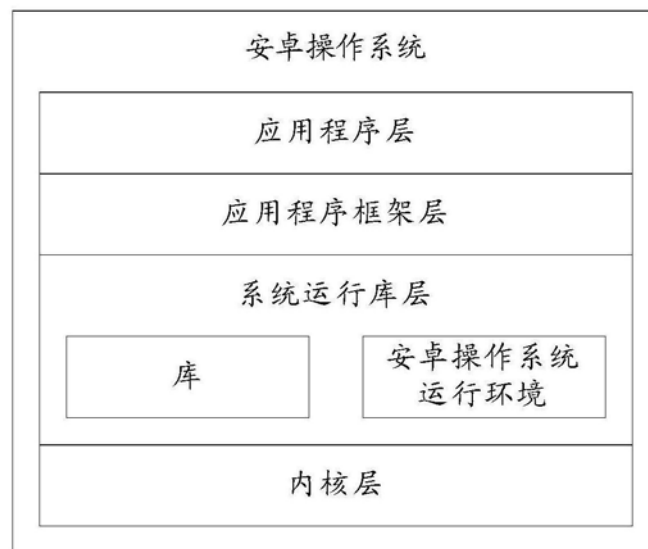 安卓操作系统
应用程序层
应用程序框架层
系统运行库层
库
安卓操作系统
运行环境
内核层